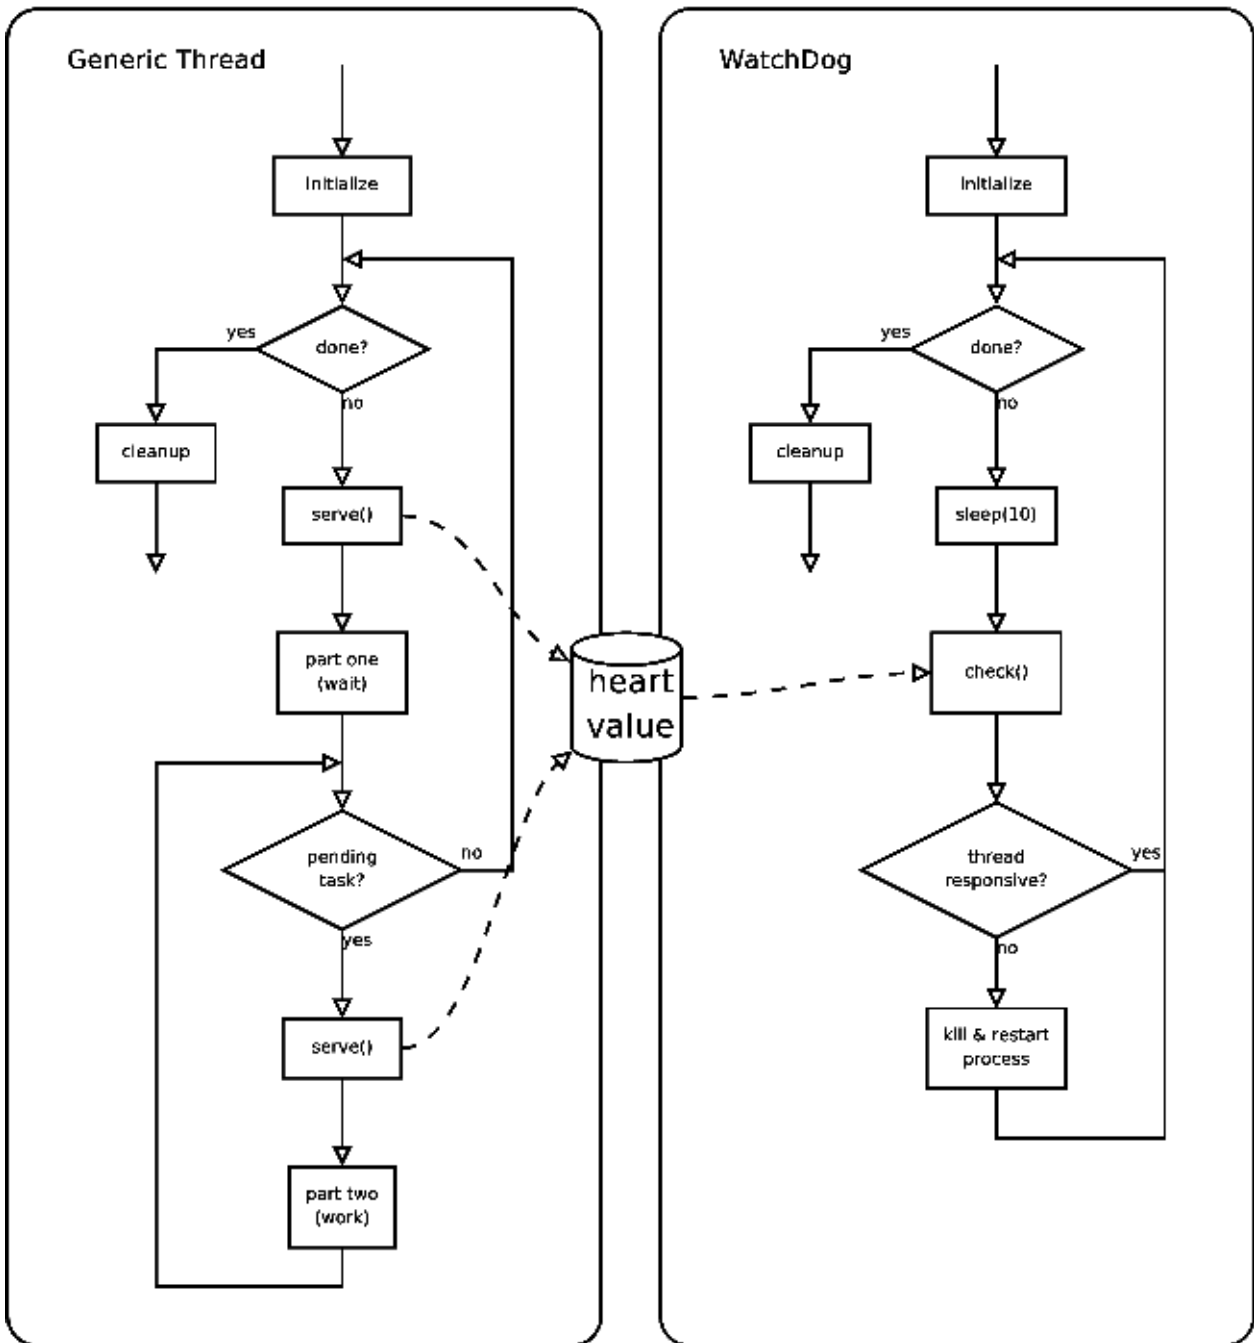 Generic Thread
initialize
done?
yes
no
cleanup
serve()
part one
(wait)
pending
task?
no
yes
serve()
part two
(work)
heart
value
WatchDog
initialize
done?
yes
no
cleanup
sleep(10)
check()
thread
responsive?
yes
no
kill & restart
process